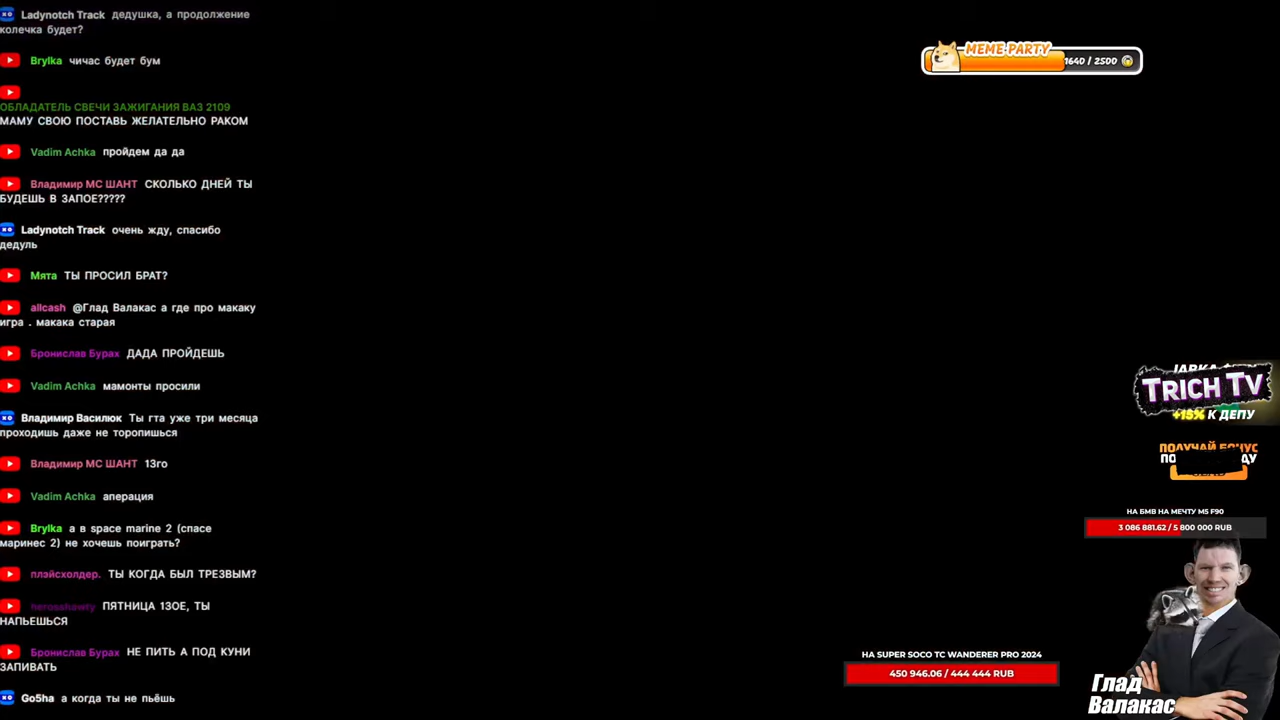 Ladynotch Track дедушка, а продолжение
колечка будет?
Brylka чичас будет бум
ОБЛАДАТЕЛЬ СВЕЧИ ЗАЖИГАНИЯ ВАЗ 2109
МАМУ СВОЮ ПОСТАВЬ ЖЕЛАТЕЛЬНО РАКОМ
Vadim Achka пройдем да да
Владимир МС ШАНТ СКОЛЬКО ДНЕЙ ТЫ
БУДЕШЬ В ЗАПОЕ?????
Ladynotch Track очень жду, спасибо
дедуль
Мята ТЫ ПРОСИЛ БРАТ?
allcash @Глад Валакас а где про макаку
игра . макака старая
Бронислав Бурах ДАДА ПРОЙДЕШЬ
Vadim Achka мамонты просили
Владимир Василюк Ты гта уже три месяца
проходишь даже не торопишься
Владимир МС ШАНТ 13го
Vadim Achka аперация
Brylka а в space marine 2 (спасе
маринес 2) не хочешь поиграть?
плэйсхолдер. ТЫ КОГДА БЫЛ ТРЕЗВЫМ?
herosshawty ПЯТНИЦА 13ОЕ, ТЫ
НАПЬЕШЬСЯ
Бронислав Бурах НЕ ПИТЬ А ПОД КУНИ
ЗАПИВАТЬ
Go5ha а когда ты не пьёшь
MEME PARTY
1640 / 2500
TRICH TV
+15% К ДЕПУ
ПОЛУЧАЙ БОНУС
НА БМВ НА МЕЧТУ M5 F90
3 086 881.62 / 5 800 000 RUB
НА SUPER SOCO TC WANDERER PRO 2024
450 946.06 / 444 444 RUB
Глад
Валакас